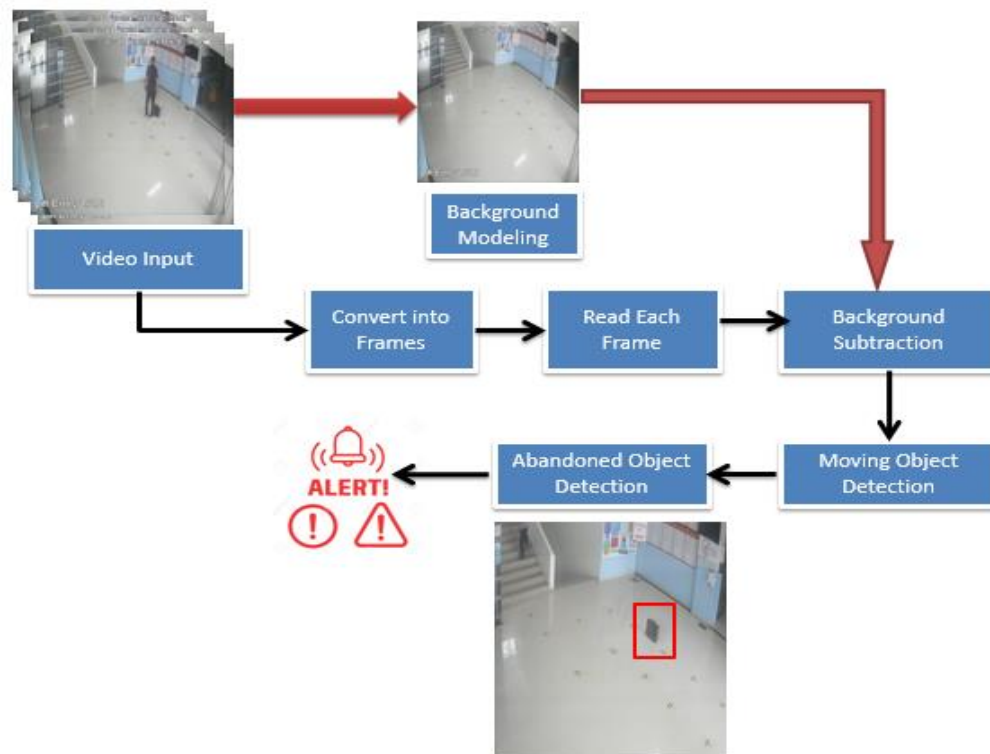 Video Input
Background
Modeling
Convert into
Frames
Read Each
Frame
Background
Subtraction
Moving Object
Detection
Abandoned Object
Detection
ALERT!